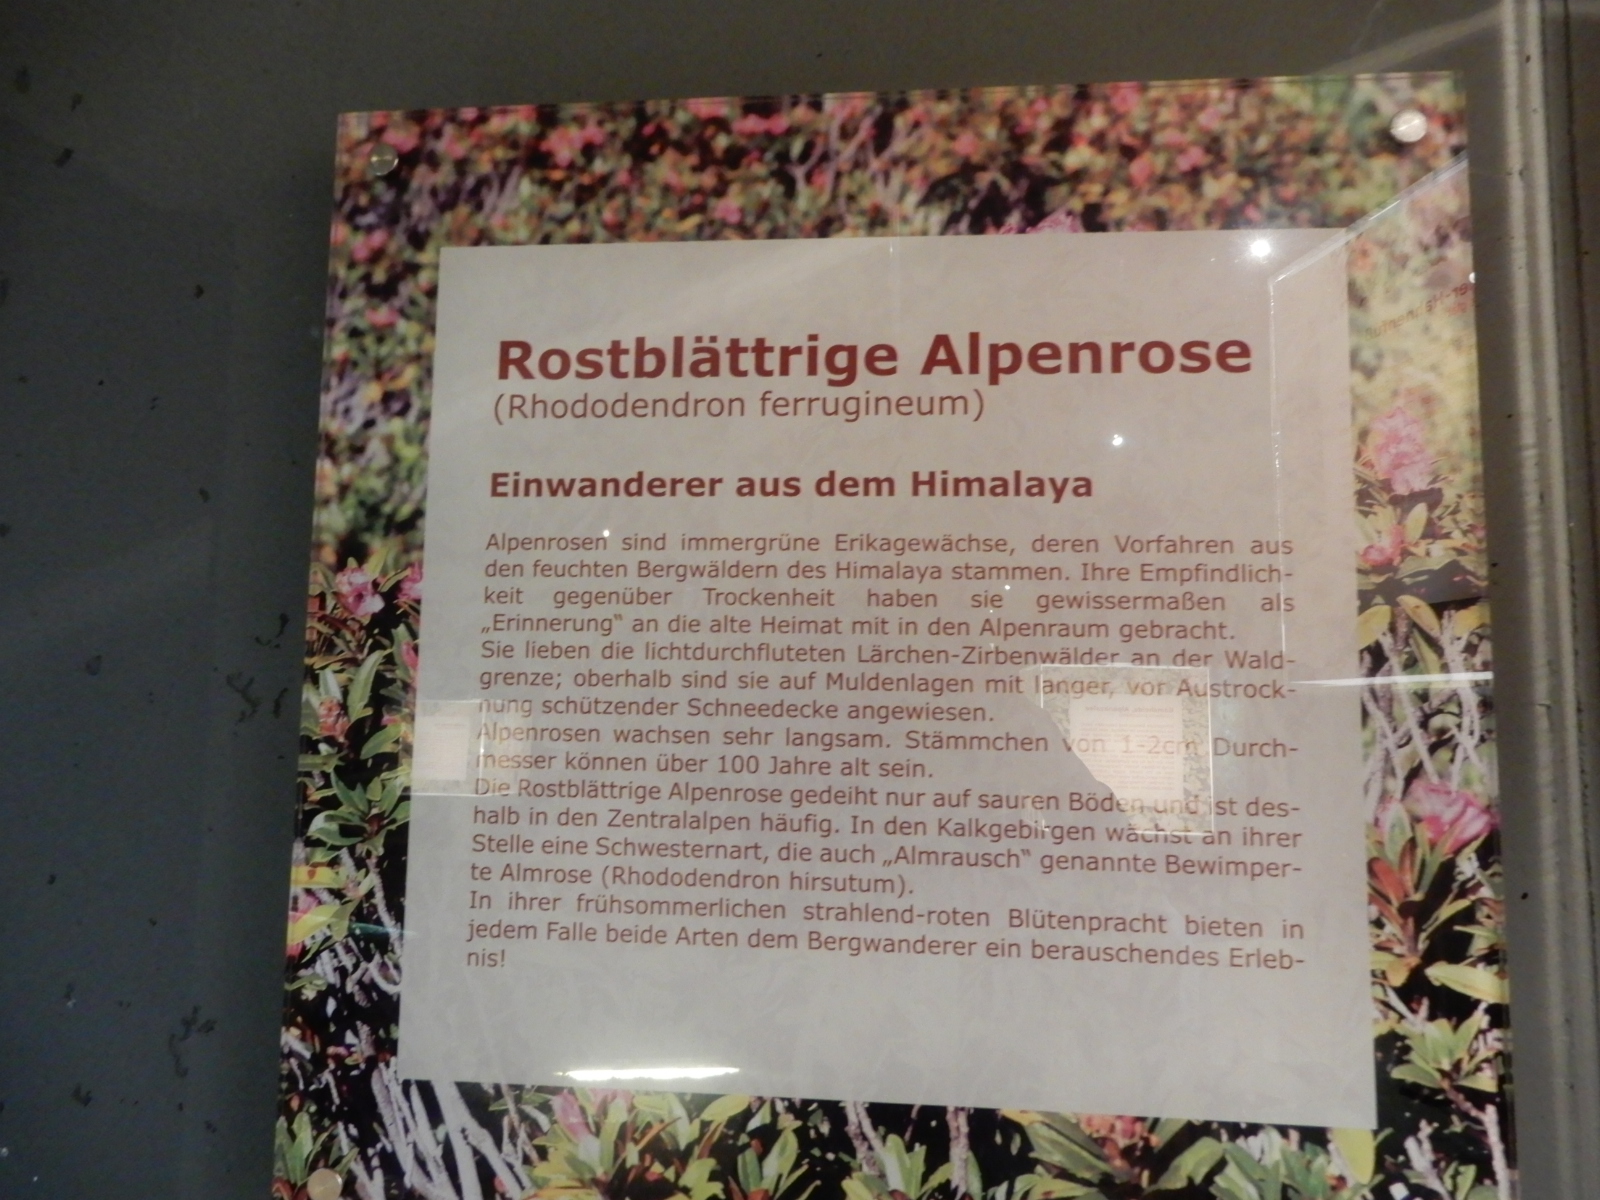 Rostblättrige Alpenrose
(Rhododendron ferrugineum)
Einwanderer aus dem Himalaya
Alpenrosen sind immergrüne Erikagewächse, deren Vorfahren aus
den feuchten Bergwäldern des Himalaya stammen. Ihre Empfindlich-
keit gegenüber Trockenheit haben sie gewissermaßen als
„Erinnerung“ an die alte Heimat mit in den Alpenraum gebracht.
Sie lieben die lichtdurchfluteten Lärchen-Zirbenwälder an der Wald-
grenze; oberhalb sind sie auf Muldenlagen mit langer, vor Austrock-
nung schützender Schneedecke angewiesen.
Alpenrosen wachsen sehr langsam. Stämmchen von 1-2cm Durch-
messer können über 100 Jahre alt sein.
Die Rostblättrige Alpenrose gedeiht nur auf sauren Böden und ist des-
halb in den Zentralalpen häufig. In den Kalkgebirgen wächst an ihrer
Stelle eine Schwesternart, die auch „Almrausch“ genannte Bewimper-
te Almrose (Rhododendron hirsutum).
In ihrer frühsommerlichen strahlend-roten Blütenpracht bieten in
jedem Falle beide Arten dem Bergwanderer ein berauschendes Erleb-
nis!